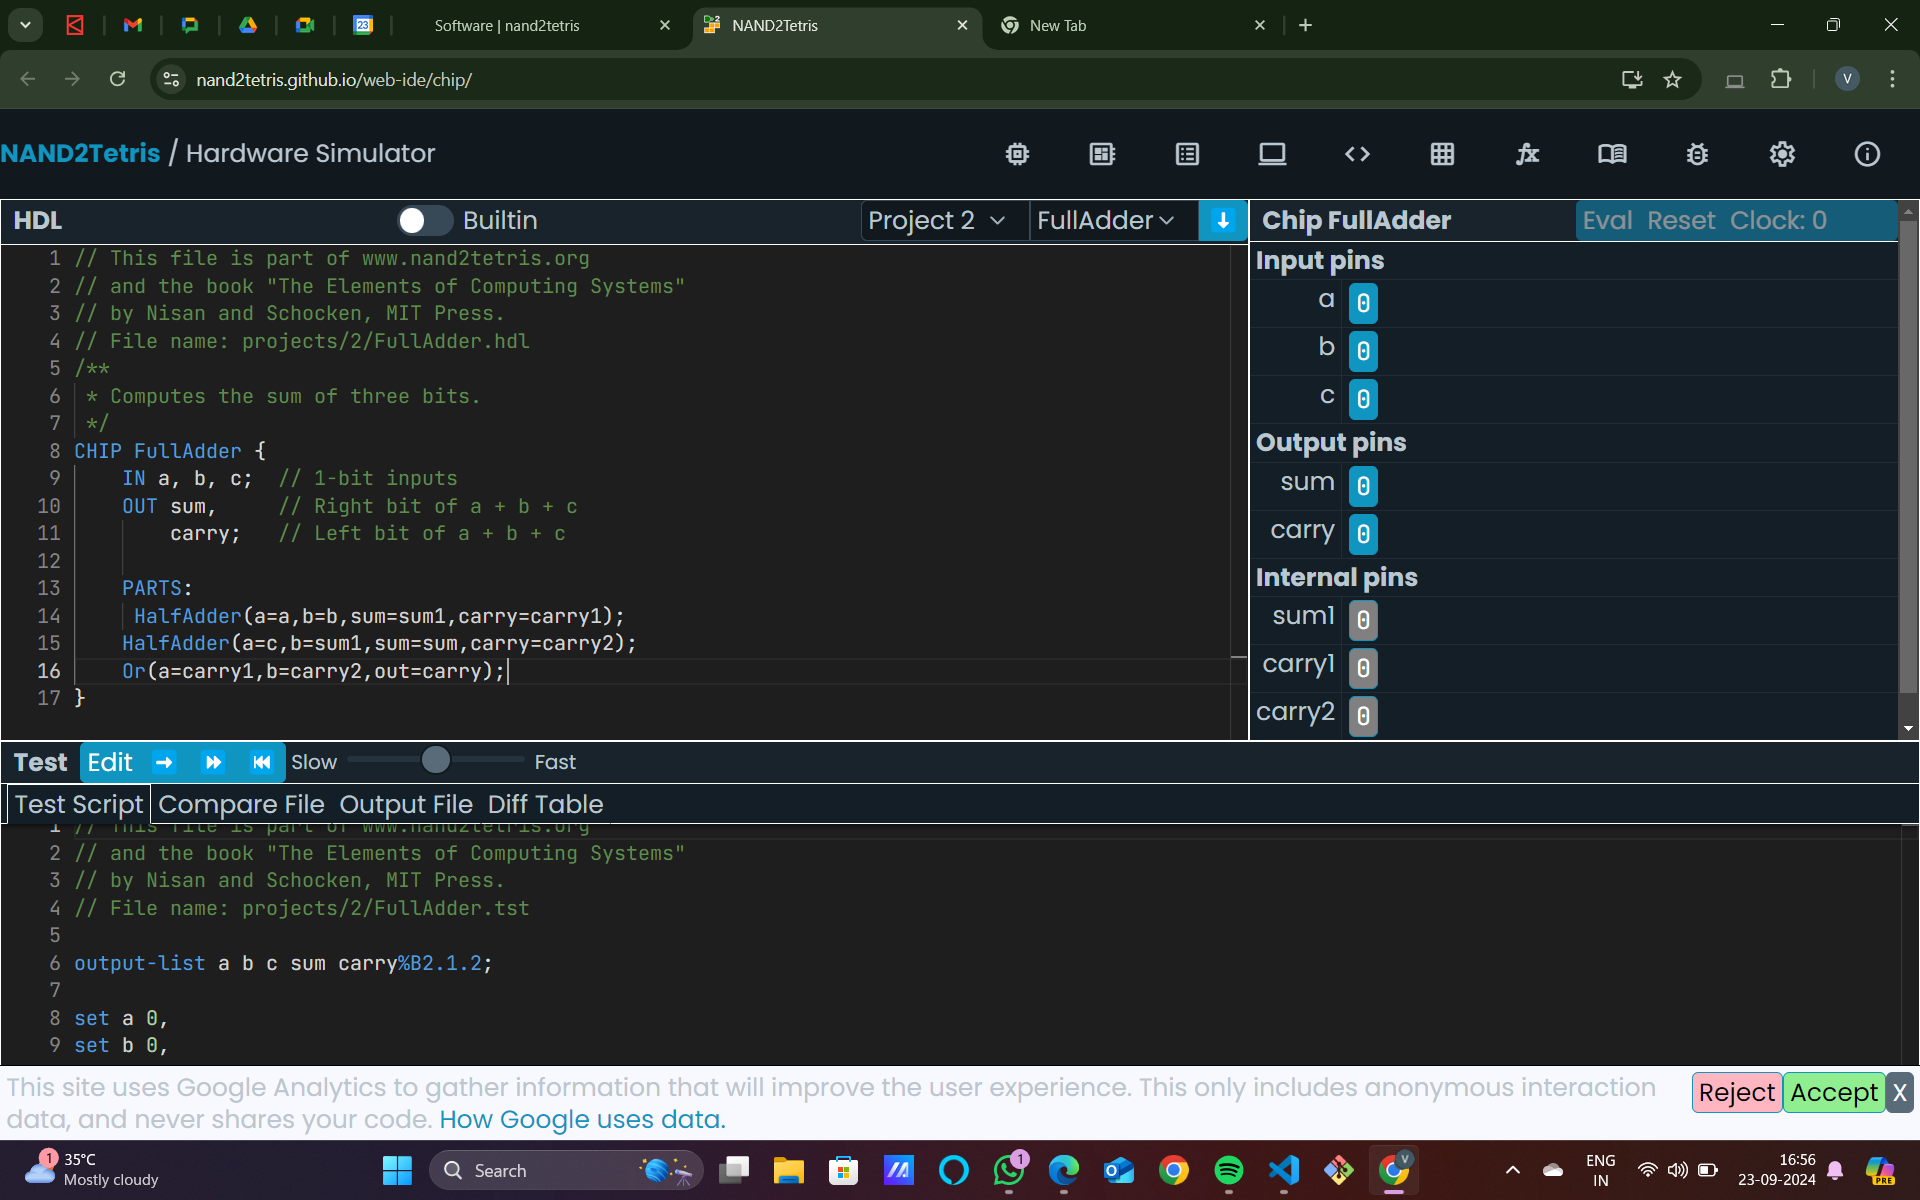 23
Software | nand2tetris
NAND2Tetris
New Tab
nand2tetris.github.io/web-ide/chip/
V
NAND2Tetris / Hardware Simulator
HDL
Builtin
Project 2
FullAdder
1 // This file is part of www.nand2tetris.org
2 // and the book "The Elements of Computing Systems"
3 // by Nisan and Schocken, MIT Press.
4 // File name: projects/2/FullAdder.hdl
5 /**
6 * Computes the sum of three bits.
7 */
8 CHIP FullAdder {
9 IN a, b, c;  // 1-bit inputs
10 OUT sum,     // Right bit of a + b + c
11 carry;   // Left bit of a + b + c
12
13 PARTS:
14 HalfAdder(a=a,b=b,sum=sum1,carry=carry1);
15 HalfAdder(a=c,b=sum1,sum=sum,carry=carry2);
16 Or(a=carry1,b=carry2,out=carry);
17 }
Chip FullAdder
Eval Reset Clock: 0
Input pins
a 0
b 0
c 0
Output pins
sum 0
carry 0
Internal pins
sum1 0
carry1 0
carry2 0
Test Edit Slow Fast
Test Script Compare File Output File Diff Table
1 // This file is part of www.nand2tetris.org
2 // and the book "The Elements of Computing Systems"
3 // by Nisan and Schocken, MIT Press.
4 // File name: projects/2/FullAdder.tst
5
6 output-list a b c sum carry%B2.1.2;
7
8 set a 0,
9 set b 0,
This site uses Google Analytics to gather information that will improve the user experience. This only includes anonymous interaction
data, and never shares your code. How Google uses data.
Reject Accept X
1
35°C
Mostly cloudy
Search
1
V
ENG
IN
16:56
23-09-2024
PRE